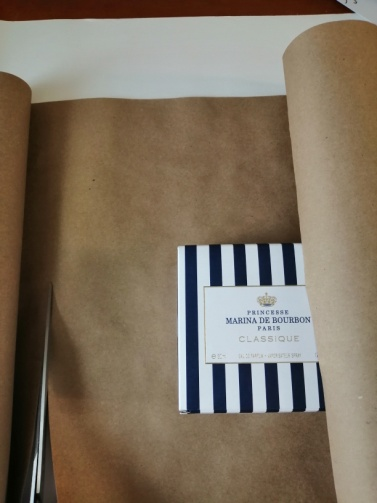 PRINCESSE
MARINA DE BOURBON
PARIS
CLASSIQUE